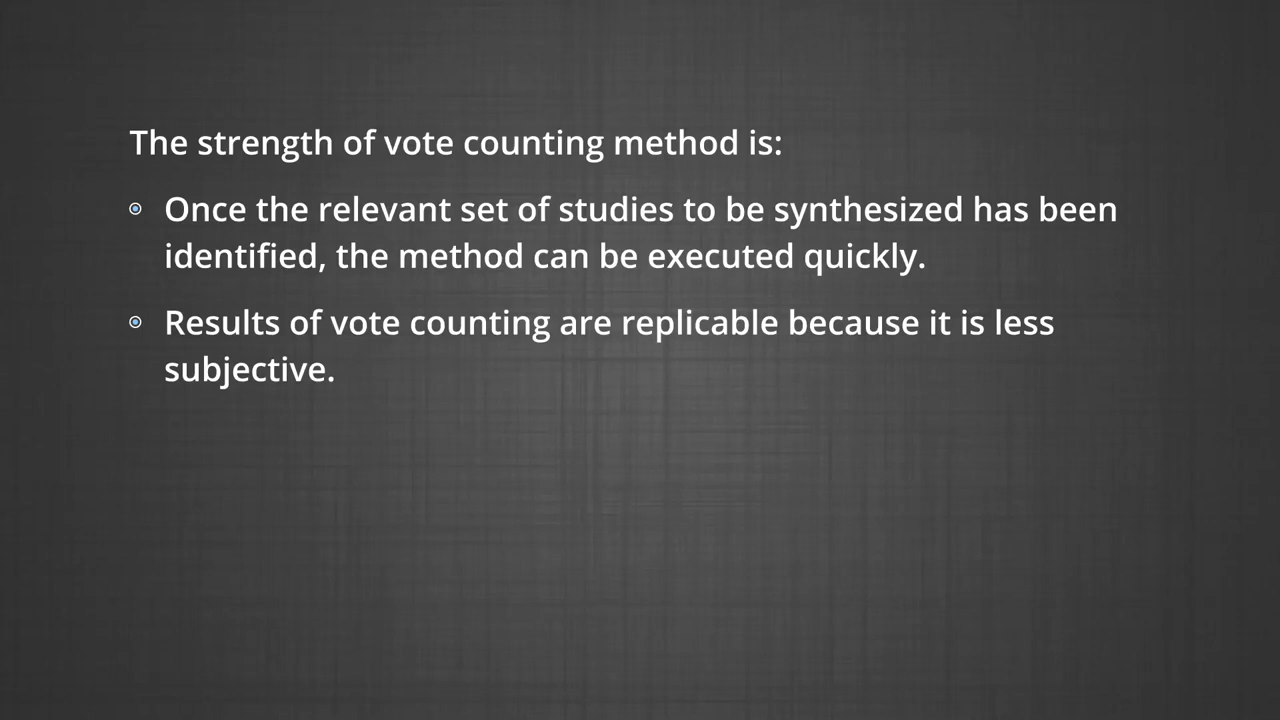 The strength of vote counting method is:
Once the relevant set of studies to be synthesized has been
identified, the method can be executed quickly.
Results of vote counting are replicable because it is less
subjective.